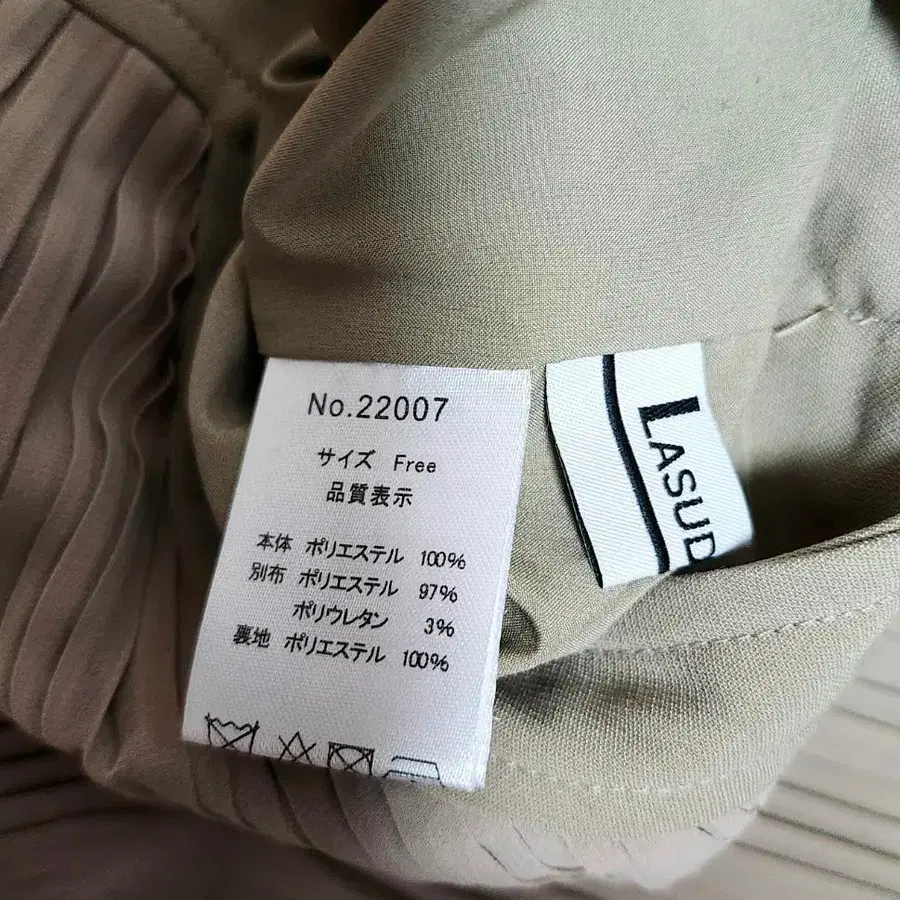 No.22007
サイズ Free
品質表示
本体 ポリエステル 100%
別布 ポリエステル 97%
ポリウレタン 3%
裏地 ポリエステル 100%